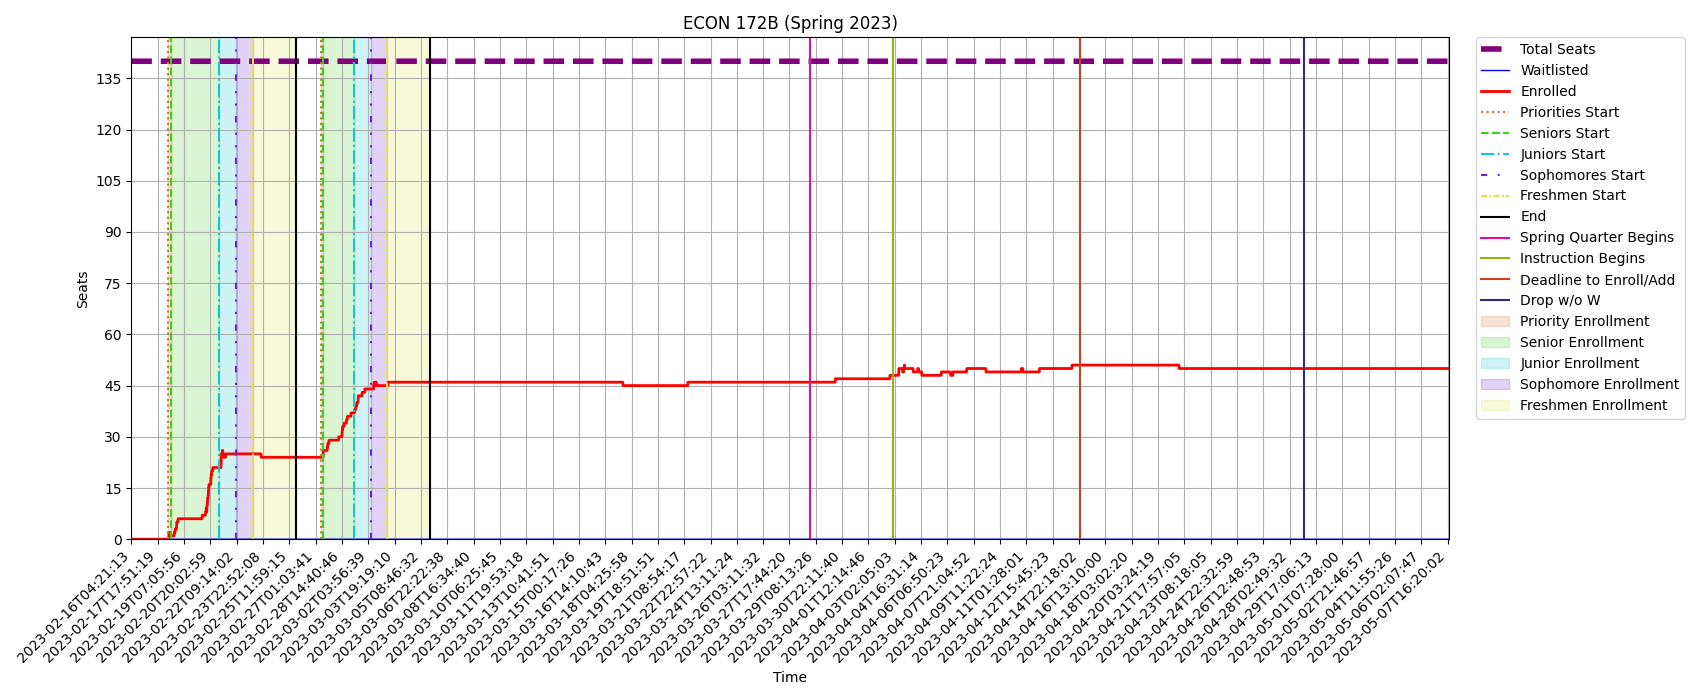 ECON 172B (Spring 2023)
Seats
135
120
105
90
75
60
45
30
15
0
2023-02-16T04:21:13
2023-02-17T17:51:19
2023-02-19T07:05:56
2023-02-20T20:02:59
2023-02-22T09:14:02
2023-02-23T22:52:08
2023-02-25T11:59:15
2023-02-27T01:03:41
2023-02-28T14:40:46
2023-03-02T03:56:39
2023-03-03T19:19:10
2023-03-05T08:46:32
2023-03-06T22:22:38
2023-03-08T16:34:40
2023-03-10T06:25:45
2023-03-11T19:53:18
2023-03-13T10:41:51
2023-03-15T00:17:26
2023-03-16T14:10:43
2023-03-18T04:25:58
2023-03-19T18:51:51
2023-03-21T08:54:17
2023-03-22T22:57:22
2023-03-24T13:11:24
2023-03-26T03:11:32
2023-03-27T17:44:20
2023-03-29T08:13:26
2023-03-30T22:11:40
2023-04-01T12:14:46
2023-04-03T02:05:03
2023-04-04T16:31:14
2023-04-06T06:50:23
2023-04-07T21:04:52
2023-04-09T11:22:24
2023-04-11T01:28:01
2023-04-12T15:45:23
2023-04-14T22:18:02
2023-04-16T13:10:00
2023-04-18T03:02:20
2023-04-20T03:24:19
2023-04-21T17:57:05
2023-04-23T08:18:05
2023-04-24T22:32:59
2023-04-26T12:48:53
2023-04-28T02:49:32
2023-04-29T17:06:13
2023-05-01T07:28:00
2023-05-02T21:46:57
2023-05-04T11:55:26
2023-05-06T02:07:47
2023-05-07T16:20:02
Time
Total Seats
Waitlisted
Enrolled
Priorities Start
Seniors Start
Juniors Start
Sophomores Start
Freshmen Start
End
Spring Quarter Begins
Instruction Begins
Deadline to Enroll/Add
Drop w/o W
Priority Enrollment
Senior Enrollment
Junior Enrollment
Sophomore Enrollment
Freshmen Enrollment